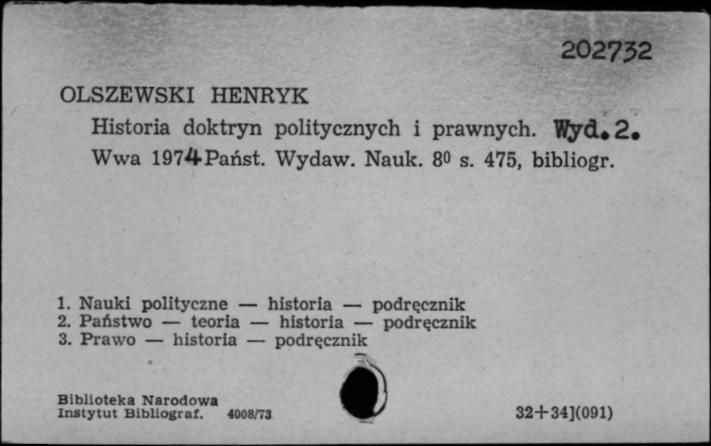 202732
OLSZEWSKI HENRYK
Historia doktryn politycznych i prawnych. Wyd. 2.
Wwa 1974 Państ. Wydaw. Nauk. 8⁰ s. 475, bibliogr.
1. Nauki polityczne — historia — podręcznik
2. Państwo — teoria — historia — podręcznik
3. Prawo — historia — podręcznik
Biblioteka Narodowa
Instytut Bibliograf. 4008/73 32+34](091)